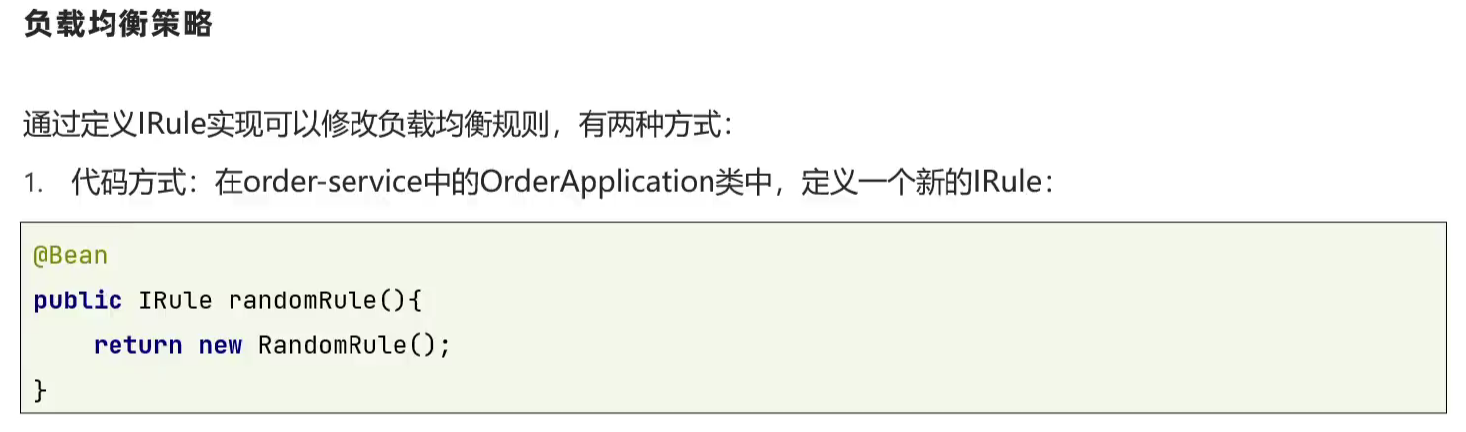 负载均衡策略
通过定义IRule实现可以修改负载均衡规则，有两种方式：
1. 代码方式：在order-service中的OrderApplication类中，定义一个新的IRule：
@Bean
public IRule randomRule(){
    return new RandomRule();
}